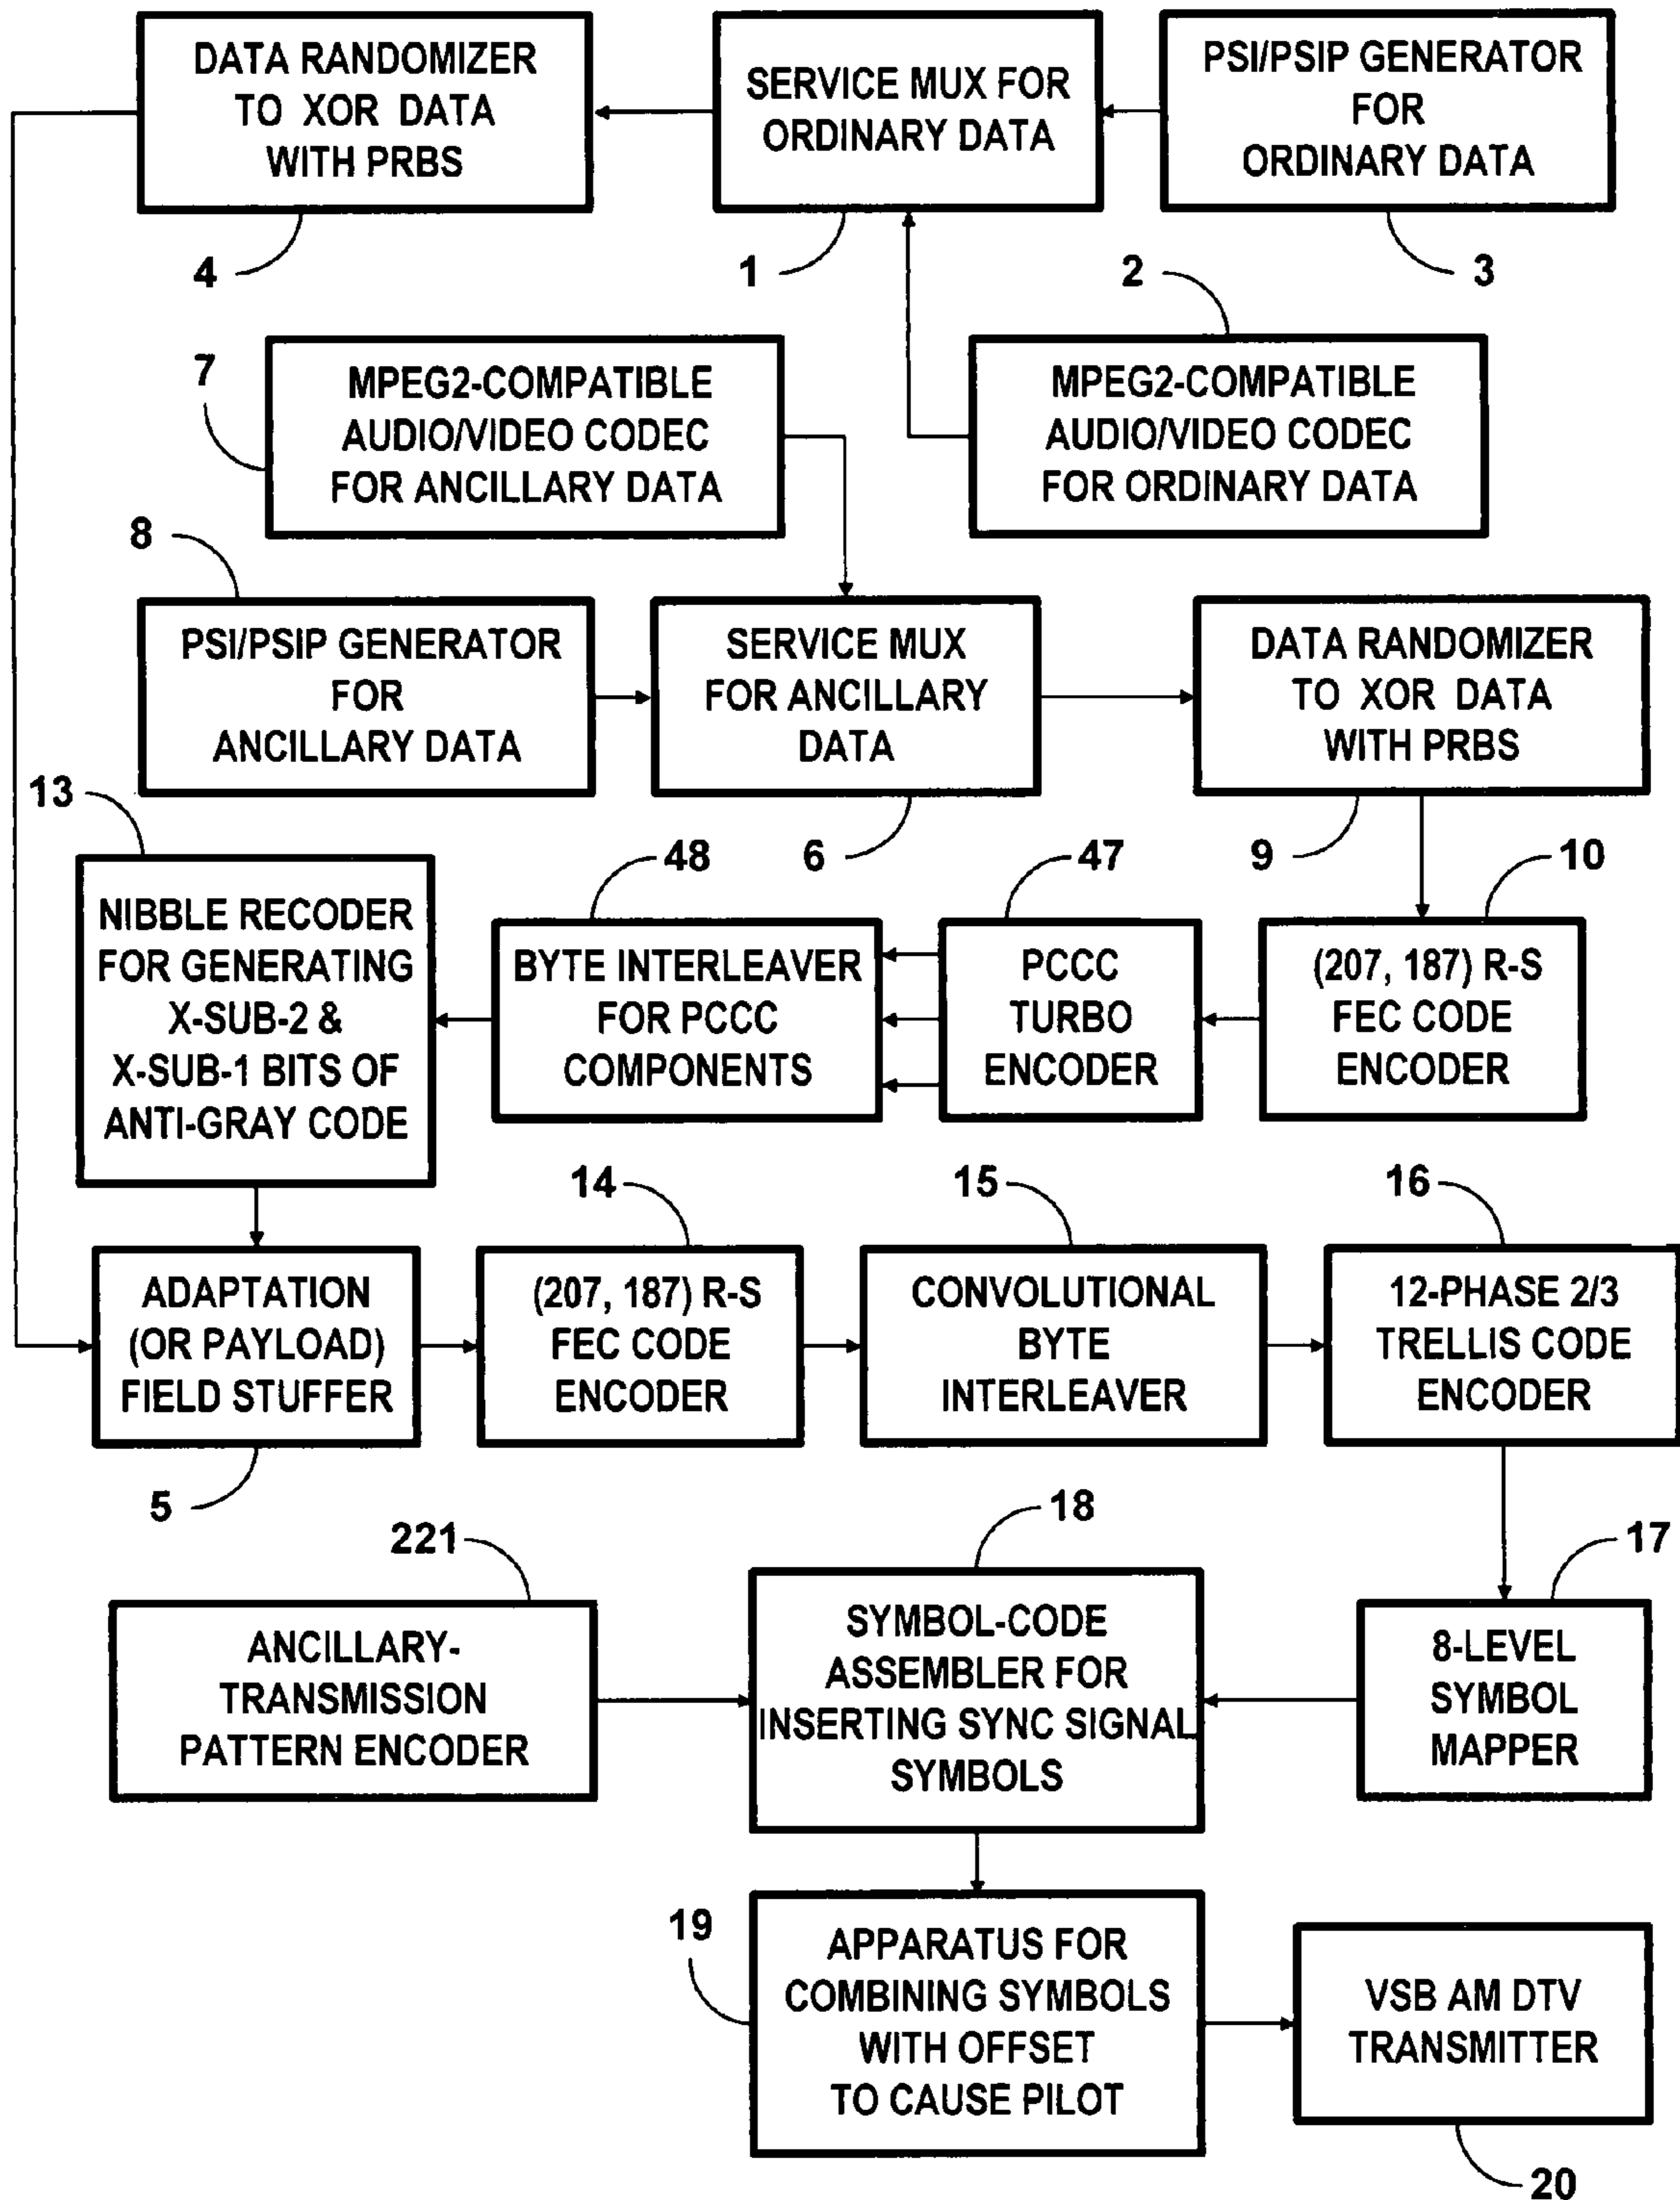 DATA RANDOMIZER
TO XOR DATA
WITH PRBS
4
SERVICE MUX FOR
ORDINARY DATA
1
PSI/PSIP GENERATOR
FOR
ORDINARY DATA
3
7
MPEG2-COMPATIBLE
AUDIO/VIDEO CODEC
FOR ANCILLARY DATA
2
MPEG2-COMPATIBLE
AUDIO/VIDEO CODEC
FOR ORDINARY DATA
8
PSI/PSIP GENERATOR
FOR
ANCILLARY DATA
SERVICE MUX
FOR ANCILLARY
DATA
6
DATA RANDOMIZER
TO XOR DATA
WITH PRBS
9
13
NIBBLE RECODER
FOR GENERATING
X-SUB-2 &
X-SUB-1 BITS OF
ANTI-GRAY CODE
48
BYTE INTERLEAVER
FOR PCCC
COMPONENTS
47
PCCC
TURBO
ENCODER
10
(207, 187) R-S
FEC CODE
ENCODER
ADAPTATION
(OR PAYLOAD)
FIELD STUFFER
5
14
(207, 187) R-S
FEC CODE
ENCODER
15
CONVOLUTIONAL
BYTE
INTERLEAVER
16
12-PHASE 2/3
TRELLIS CODE
ENCODER
221
ANCILLARY-
TRANSMISSION
PATTERN ENCODER
18
SYMBOL-CODE
ASSEMBLER FOR
INSERTING SYNC SIGNAL
SYMBOLS
17
8-LEVEL
SYMBOL
MAPPER
19
APPARATUS FOR
COMBINING SYMBOLS
WITH OFFSET
TO CAUSE PILOT
VSB AM DTV
TRANSMITTER
20